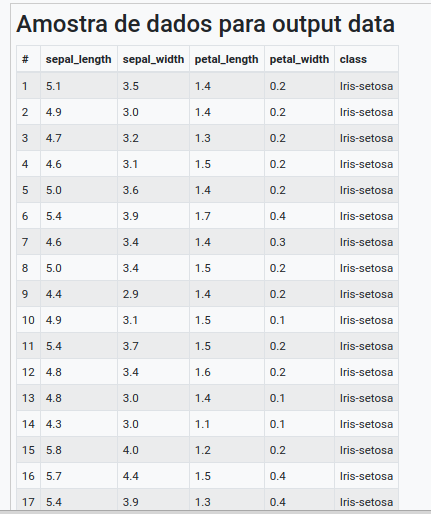 Amostra de dados para output data
# sepal_length sepal_width petal_length petal_width class
1 5.1 3.5 1.4 0.2 Iris-setosa
2 4.9 3.0 1.4 0.2 Iris-setosa
3 4.7 3.2 1.3 0.2 Iris-setosa
4 4.6 3.1 1.5 0.2 Iris-setosa
5 5.0 3.6 1.4 0.2 Iris-setosa
6 5.4 3.9 1.7 0.4 Iris-setosa
7 4.6 3.4 1.4 0.3 Iris-setosa
8 5.0 3.4 1.5 0.2 Iris-setosa
9 4.4 2.9 1.4 0.2 Iris-setosa
10 4.9 3.1 1.5 0.1 Iris-setosa
11 5.4 3.7 1.5 0.2 Iris-setosa
12 4.8 3.4 1.6 0.2 Iris-setosa
13 4.8 3.0 1.4 0.1 Iris-setosa
14 4.3 3.0 1.1 0.1 Iris-setosa
15 5.8 4.0 1.2 0.2 Iris-setosa
16 5.7 4.4 1.5 0.4 Iris-setosa
17 5.4 3.9 1.3 0.4 Iris-setosa